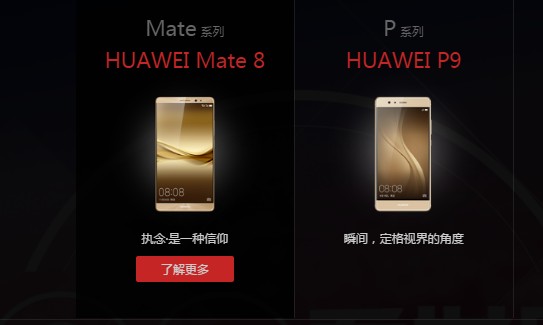 Mate 系列
HUAWEI Mate 8
08:08
执念·是一种信仰
了解更多
P 系列
HUAWEI P9
08:08
瞬间，定格视界的角度